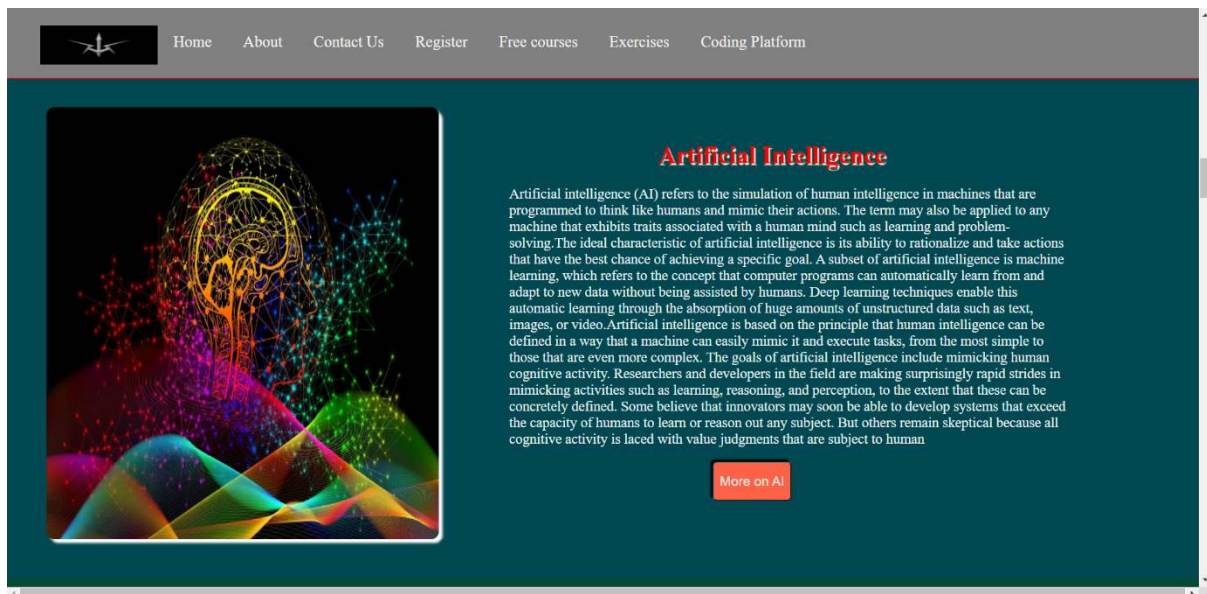 Home About Contact Us Register Free courses Exercises Coding Platform
Artificial Intelligence
Artificial intelligence (AI) refers to the simulation of human intelligence in machines that are
programmed to think like humans and mimic their actions. The term may also be applied to any
machine that exhibits traits associated with a human mind such as learning and problem-
solving.The ideal characteristic of artificial intelligence is its ability to rationalize and take actions
that have the best chance of achieving a specific goal. A subset of artificial intelligence is machine
learning, which refers to the concept that computer programs can automatically learn from and
adapt to new data without being assisted by humans. Deep learning techniques enable this
automatic learning through the absorption of huge amounts of unstructured data such as text,
images, or video.Artificial intelligence is based on the principle that human intelligence can be
defined in a way that a machine can easily mimic it and execute tasks, from the most simple to
those that are even more complex. The goals of artificial intelligence include mimicking human
cognitive activity. Researchers and developers in the field are making surprisingly rapid strides in
mimicking activities such as learning, reasoning, and perception, to the extent that these can be
concretely defined. Some believe that innovators may soon be able to develop systems that exceed
the capacity of humans to learn or reason out any subject. But others remain skeptical because all
cognitive activity is laced with value judgments that are subject to human
More on AI